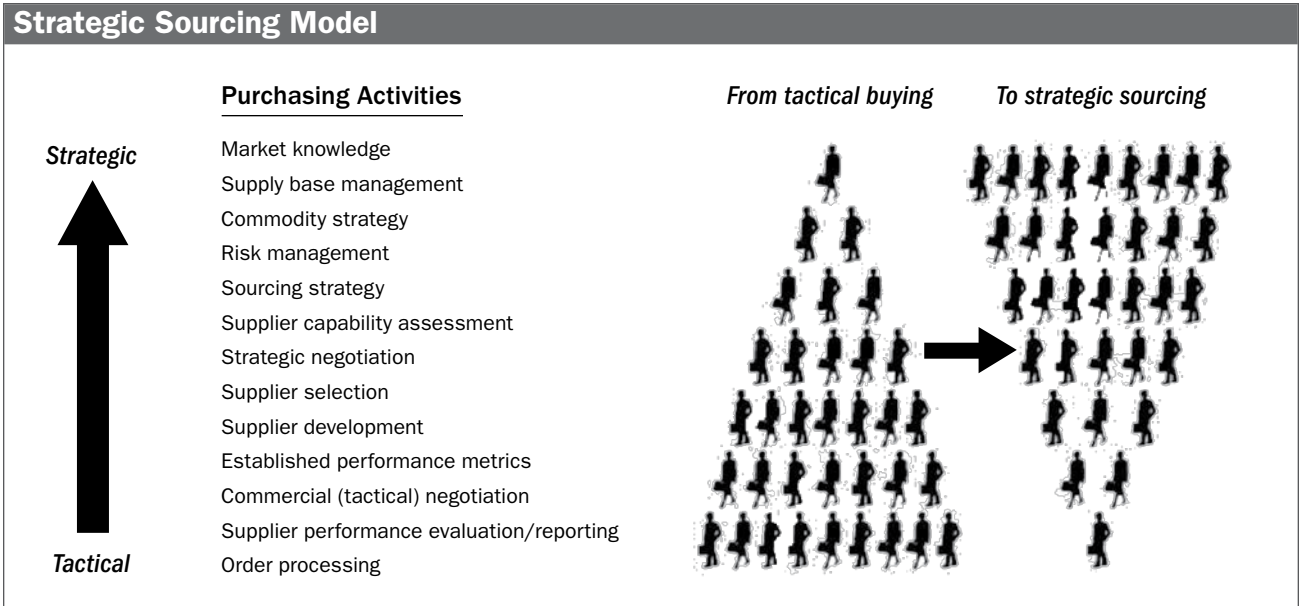 Strategic Sourcing Model
Purchasing Activities
From tactical buying
To strategic sourcing
Strategic
Market knowledge
Supply base management
Commodity strategy
Risk management
Sourcing strategy
Supplier capability assessment
Strategic negotiation
Supplier selection
Supplier development
Established performance metrics
Commercial (tactical) negotiation
Supplier performance evaluation/reporting
Tactical
Order processing